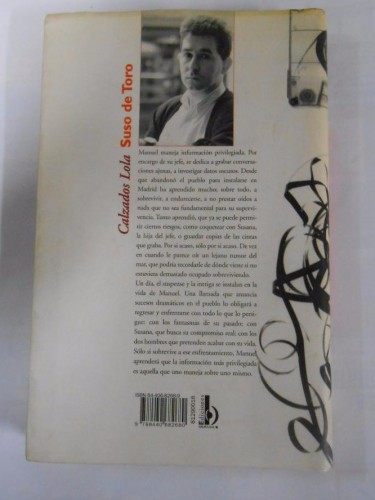 Calzados Lola Suso de Toro
Manuel maneja información privilegiada. Por
encargo de su jefe, se dedica a grabar conversa-
ciones ajenas, a investigar datos oscuros. Desde
que abandonó el pueblo para instalarse en
Madrid ha aprendido mucho: sobre todo, a
sobrevivir, a endurecerse, a no prestar oídos a
nada que no sea fundamental para su supervi-
vencia. Tanto aprendió, que ya se puede permi-
tir ciertos riesgos, como coquetear con Susana,
la hija del jefe, o guardar copias de las cintas
que graba. Por si acaso, sólo por si acaso. De vez
en cuando le parece oír un lejano rumor del
mar, que podría recordarle de dónde viene si no
estuviera demasiado ocupado sobreviviendo.
Un día, el suspense y la intriga se instalan en la
vida de Manuel. Una llamada que anuncia
sucesos dramáticos en el pueblo le obligará a
regresar y enfrentarse con todo lo que le persi-
gue: con los fantasmas de su pasado; con
Susana, que busca su compromiso real; con los
dos hombres que pretenden acabar con su vida.
Sólo si sobrevive a ese enfrentamiento, Manuel
aprenderá que la información más privilegiada
es aquella que uno maneja sobre uno mismo.
Ediciones